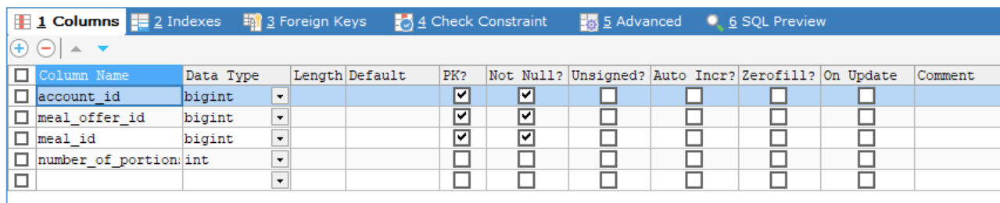 1 Columns 2 Indexes 3 Foreign Keys 4 Check Constraint 5 Advanced 6 SQL Preview
Column Name Data Type Length Default PK? Not Null? Unsigned? Auto Incr? Zerofill? On Update Comment
account_id bigint
meal_offer_id bigint
meal_id bigint
number_of_portion int